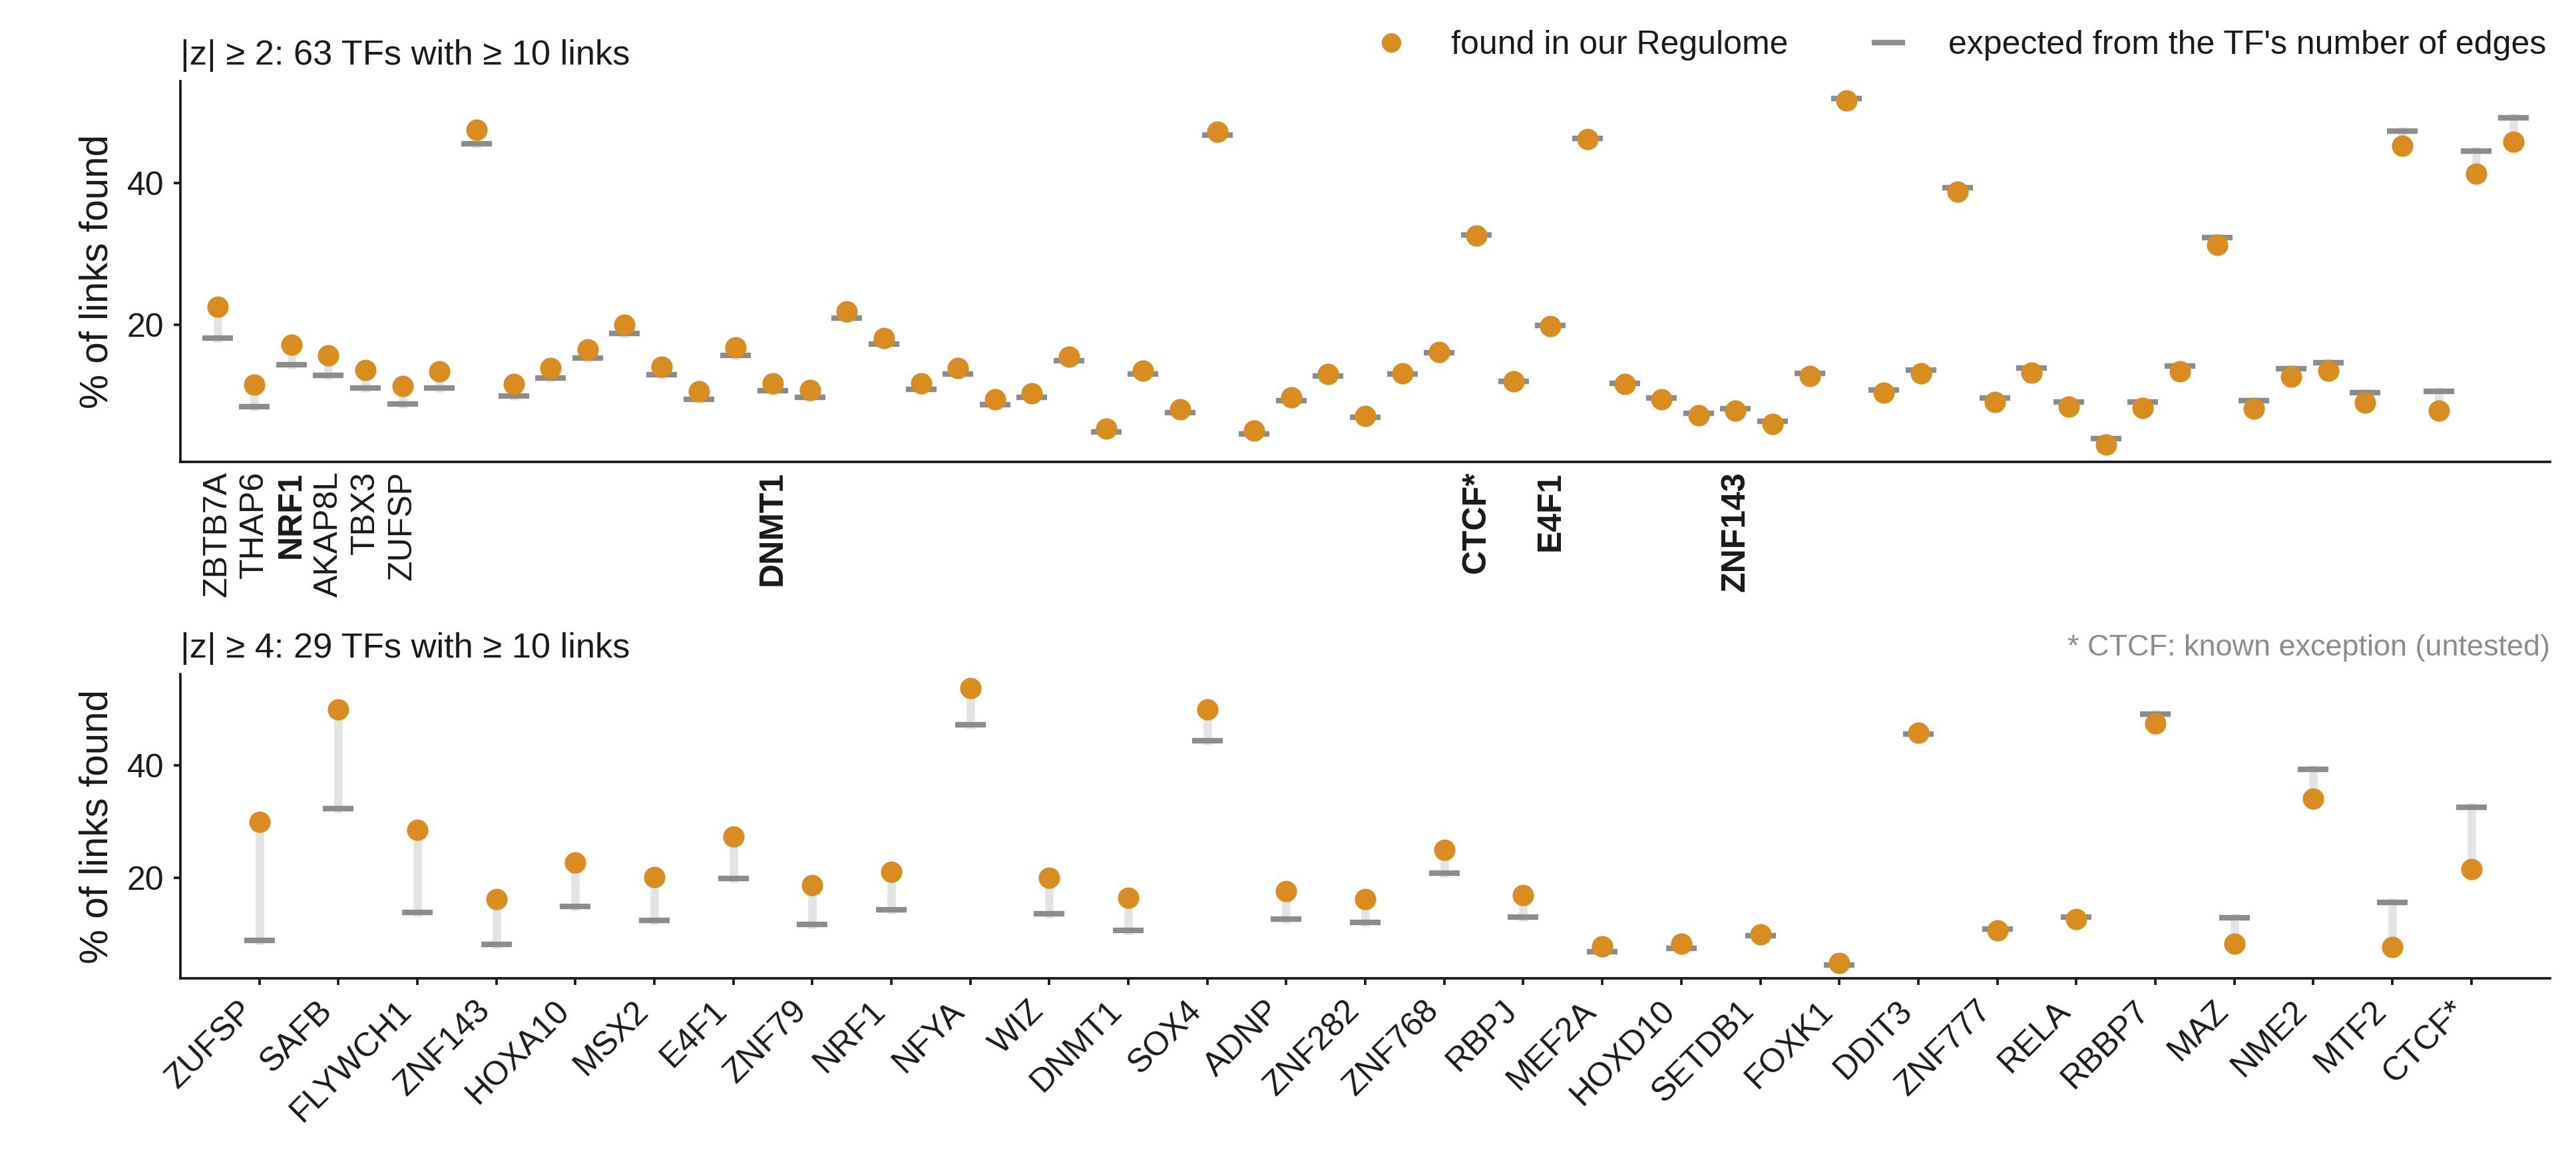 |z| ≥ 2: 63 TFs with ≥ 10 links
found in our Regulome
expected from the TF's number of edges
% of links found
40
20
ZBTB7A
THAP6
NRF1
AKAP8L
TBX3
ZUFSP
DNMT1
CTCF*
E4F1
ZNF143
|z| ≥ 4: 29 TFs with ≥ 10 links
* CTCF: known exception (untested)
% of links found
40
20
ZUFSP
SAFB
FLYWCH1
ZNF143
HOXA10
MSX2
E4F1
ZNF79
NRF1
NFYA
WIZ
DNMT1
SOX4
ADNP
ZNF282
ZNF768
RBPJ
MEF2A
HOXD10
SETDB1
FOXK1
DDIT3
ZNF777
RELA
RBBP7
MAZ
NME2
MTF2
CTCF*